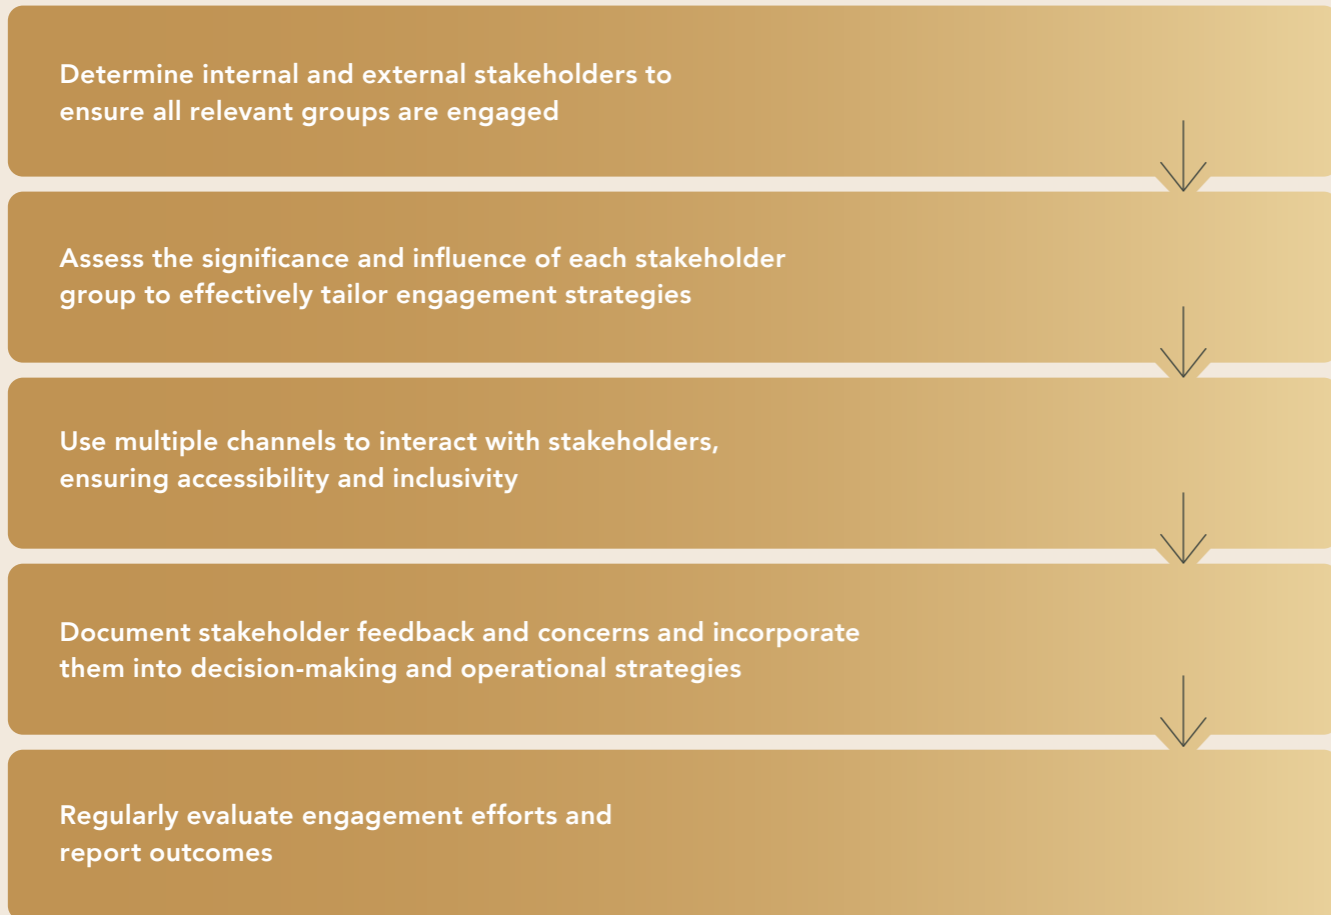 Determine internal and external stakeholders to
ensure all relevant groups are engaged
Assess the significance and influence of each stakeholder
group to effectively tailor engagement strategies
Use multiple channels to interact with stakeholders,
ensuring accessibility and inclusivity
Document stakeholder feedback and concerns and incorporate
them into decision-making and operational strategies
Regularly evaluate engagement efforts and
report outcomes